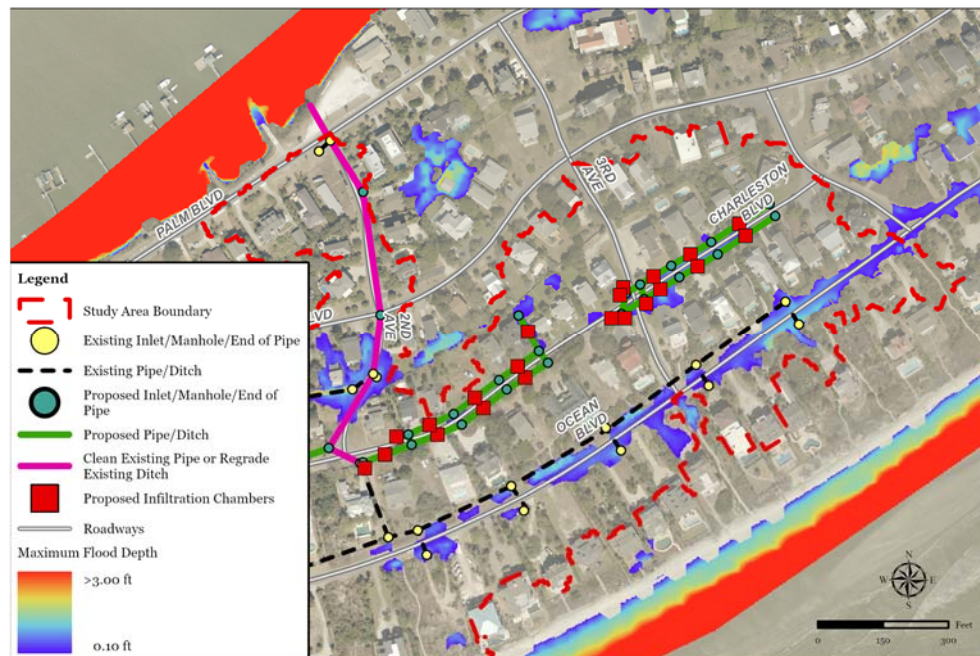 PALM BLVD
3RD
AVE
CHARLESTON
BLVD
LVD
2ND
AVE
OCEAN
BLVD
Legend
Study Area Boundary
Existing Inlet/Manhole/End of Pipe
Existing Pipe/Ditch
Proposed Inlet/Manhole/End of
Pipe
Proposed Pipe/Ditch
Clean Existing Pipe or Regrade
Existing Ditch
Proposed Infiltration Chambers
Roadways
Maximum Flood Depth
>3.00 ft
0.10 ft
N
W E
S
Feet
0 150 300